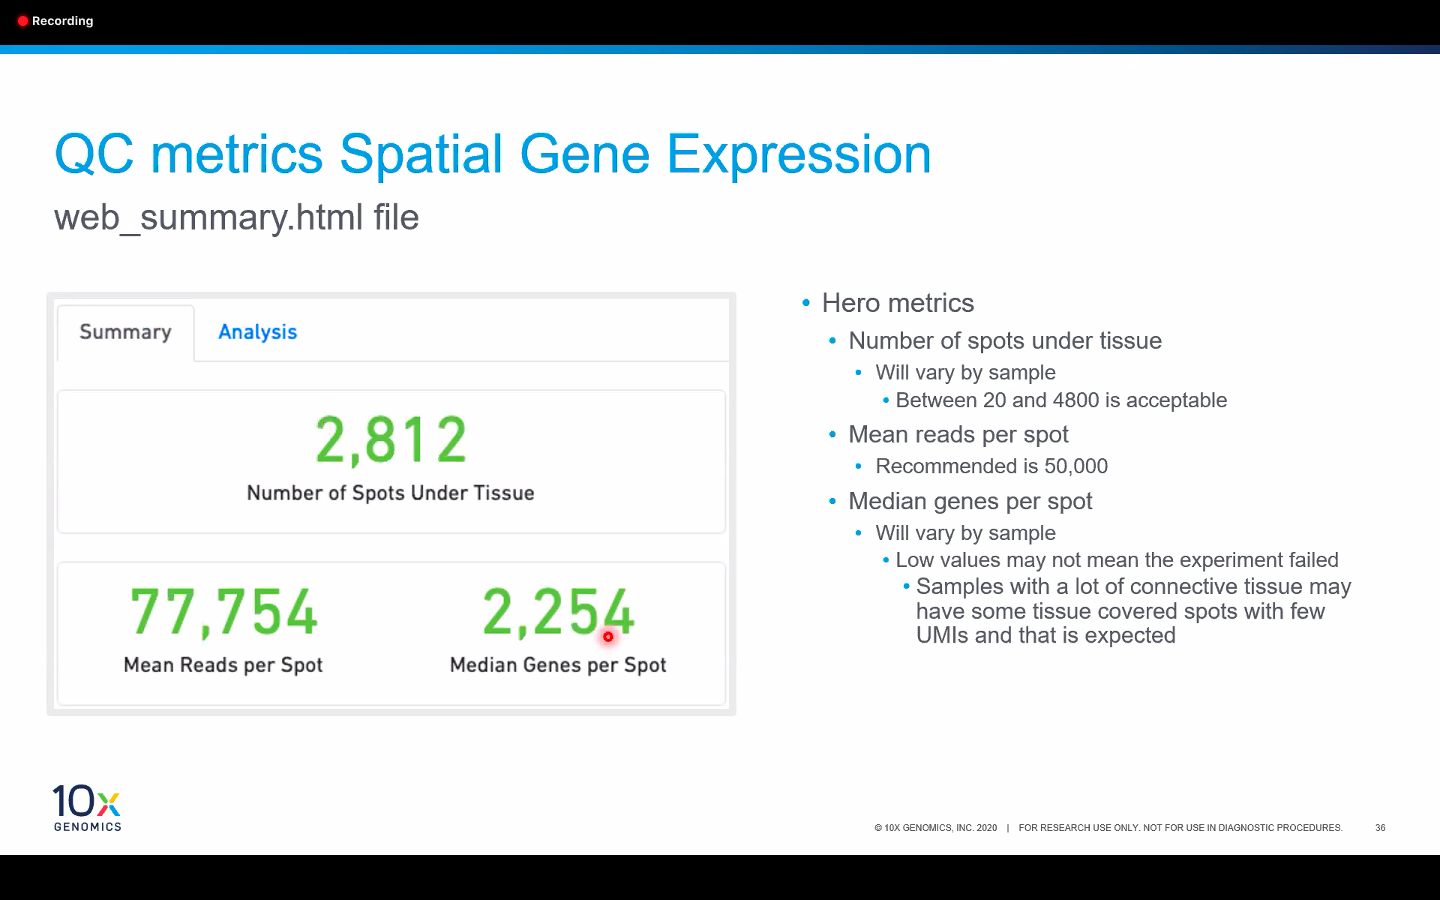 Recording
QC metrics Spatial Gene Expression
web_summary.html file
Summary
Analysis
2,812
Number of Spots Under Tissue
77,754
Mean Reads per Spot
2,254
Median Genes per Spot
• Hero metrics
• Number of spots under tissue
• Will vary by sample
• Between 20 and 4800 is acceptable
• Mean reads per spot
• Recommended is 50,000
• Median genes per spot
• Will vary by sample
• Low values may not mean the experiment failed
• Samples with a lot of connective tissue may
have some tissue covered spots with few
UMIs and that is expected
10x
GENOMICS
© 10X GENOMICS, INC. 2020 | FOR RESEARCH USE ONLY. NOT FOR USE IN DIAGNOSTIC PROCEDURES. 36